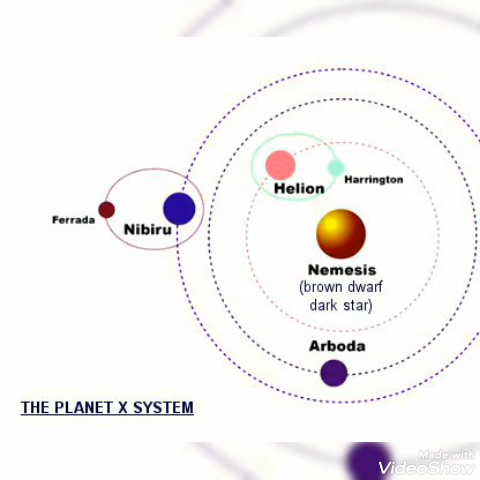 Harrington
Helion
Ferrada
Nibiru
Nemesis
(brown dwarf
dark star)
Arboda
THE PLANET X SYSTEM
Made with
VideoShow